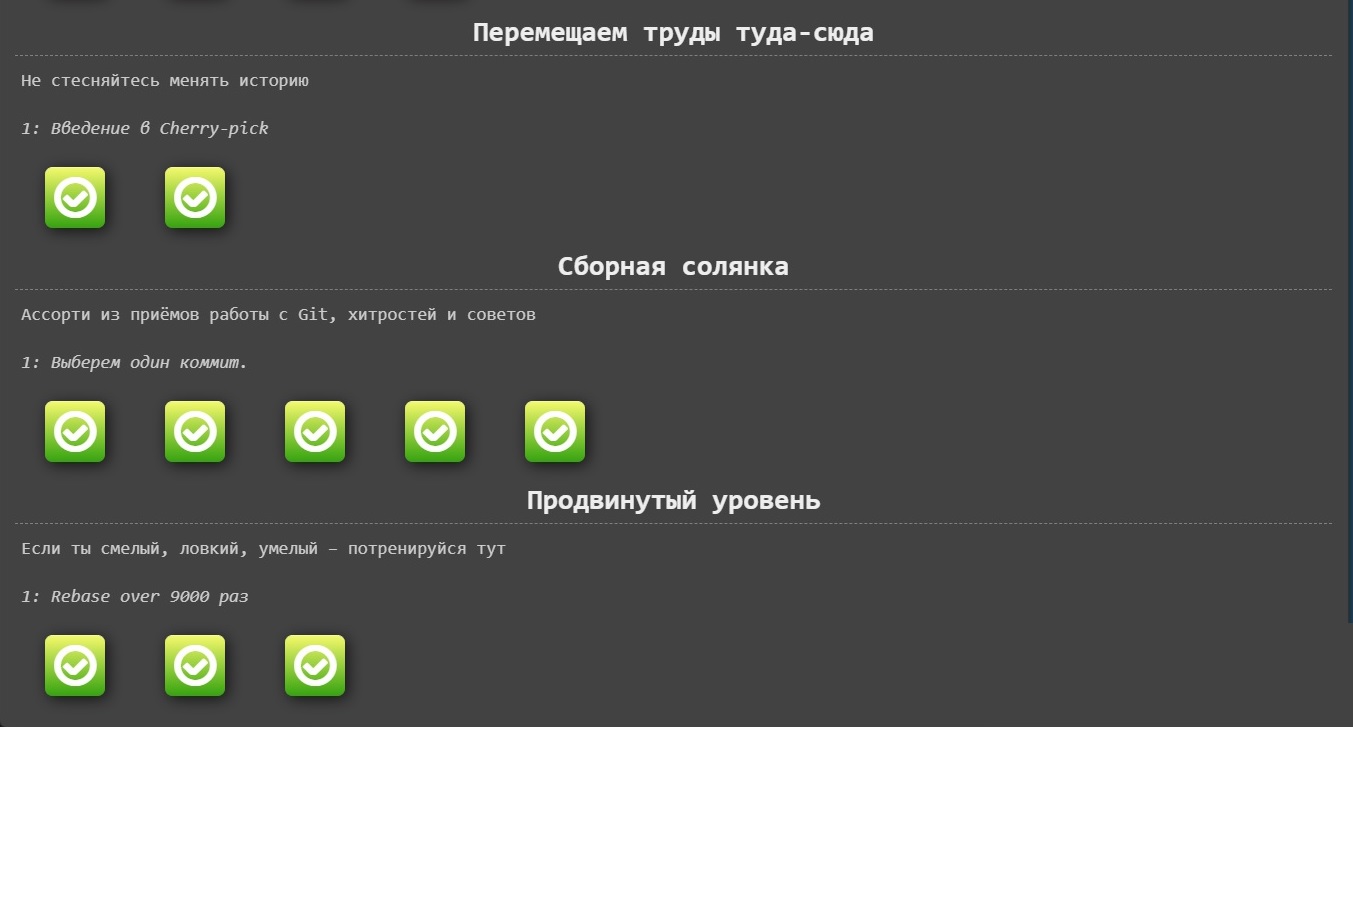 Перемещаем труды туда-сюда
Не стесняйтесь менять историю
1: Введение в Cherry-pick
Сборная солянка
Ассорти из приёмов работы с Git, хитростей и советов
1: Выберем один коммит.
Продвинутый уровень
Если ты смелый, ловкий, умелый — потренируйся тут
1: Rebase over 9000 раз